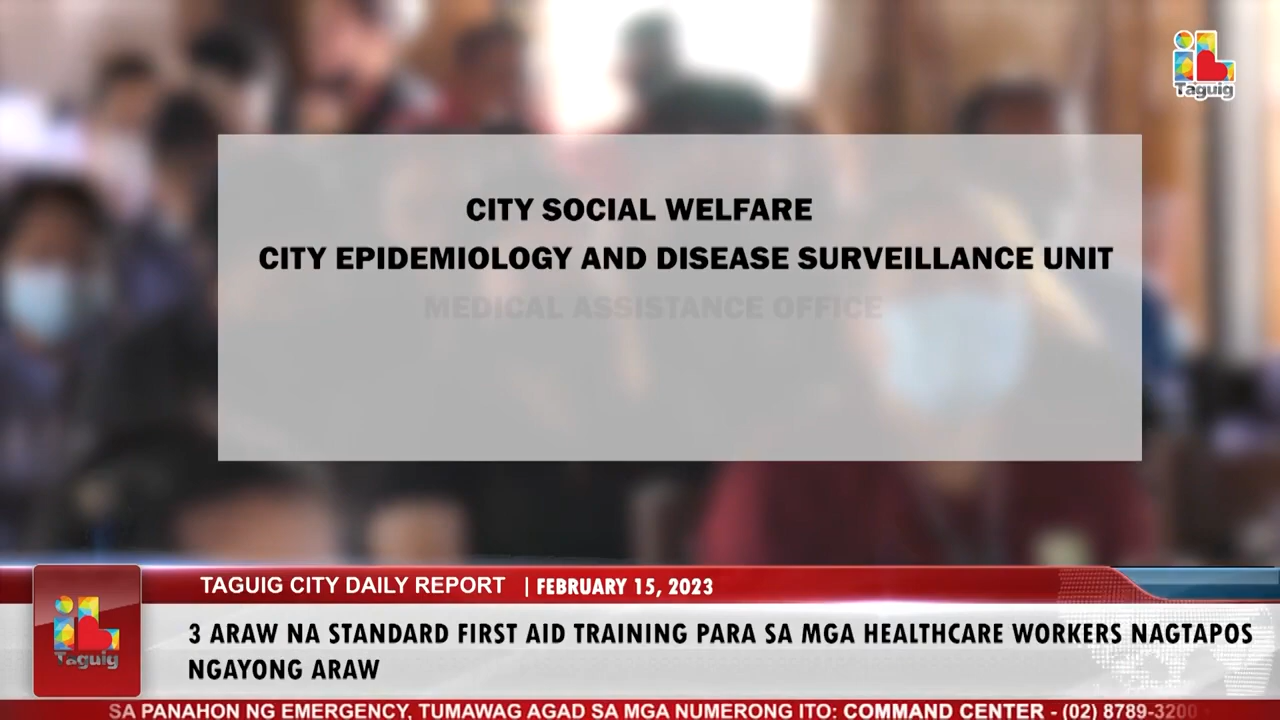 iL
Taguig
CITY SOCIAL WELFARE
CITY EPIDEMIOLOGY AND DISEASE SURVEILLANCE UNIT
MEDICAL ASSISTANCE OFFICE
TAGUIG CITY DAILY REPORT | FEBRUARY 15, 2023
iL
Taguig
3 ARAW NA STANDARD FIRST AID TRAINING PARA SA MGA HEALTHCARE WORKERS NAGTAPOS
NGAYONG ARAW
SA PANAHON NG EMERGENCY, TUMAWAG AGAD SA MGA NUMERONG ITO: COMMAND CENTER - (02) 8789-3200